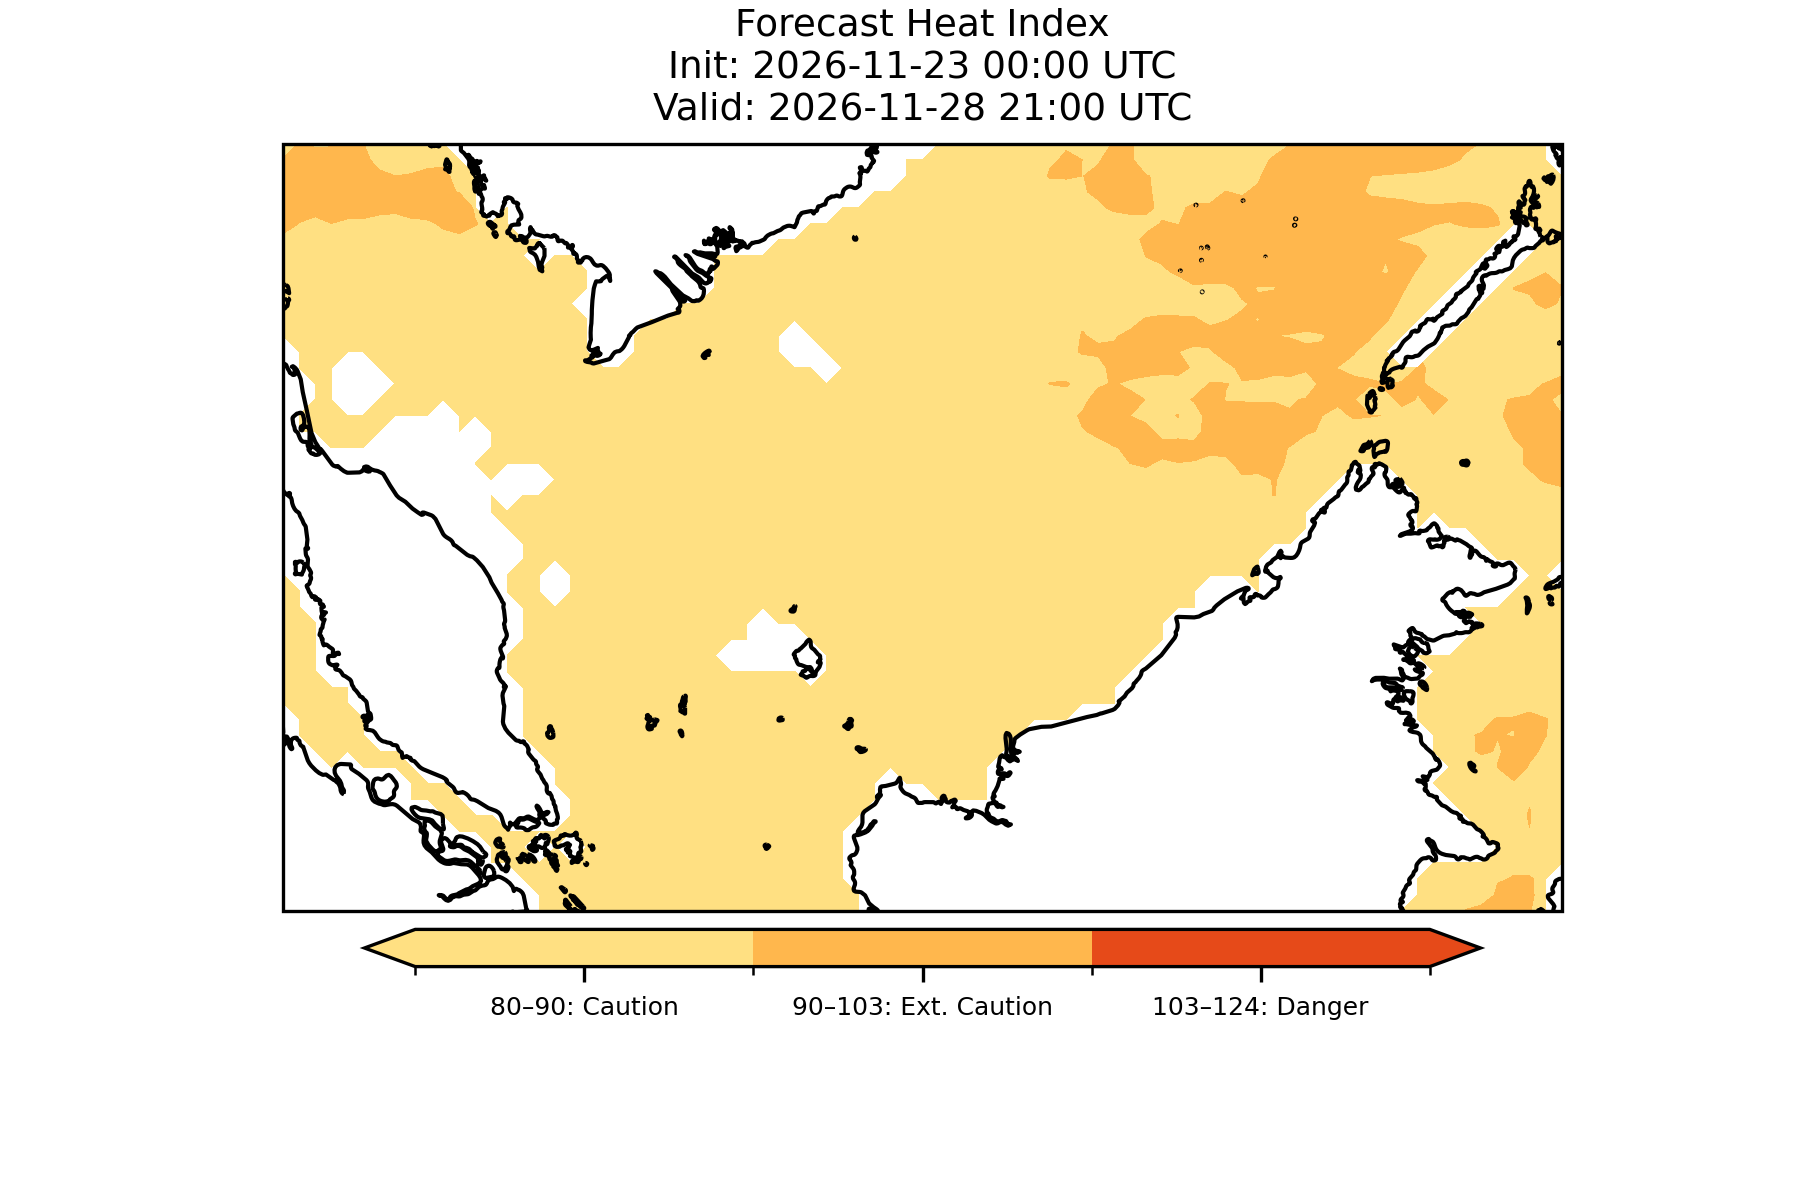 Forecast Heat Index
Init: 2026-11-23 00:00 UTC
Valid: 2026-11-28 21:00 UTC
80–90: Caution
90–103: Ext. Caution
103–124: Danger